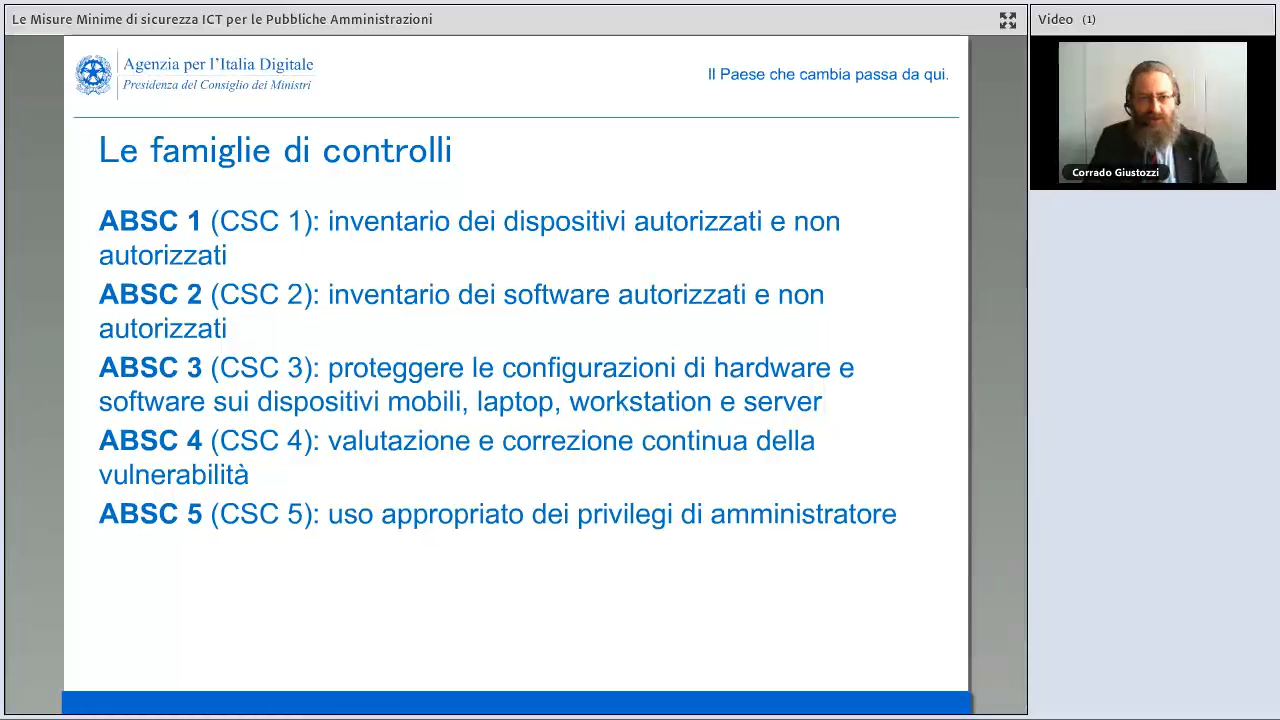 Le Misure Minime di sicurezza ICT per le Pubbliche Amministrazioni
Video (1)
Agenzia per l'Italia Digitale
Presidenza del Consiglio dei Ministri
Il Paese che cambia passa da qui.
Corrado Giustozzi
Le famiglie di controlli
ABSC 1 (CSC 1): inventario dei dispositivi autorizzati e non
autorizzati
ABSC 2 (CSC 2): inventario dei software autorizzati e non
autorizzati
ABSC 3 (CSC 3): proteggere le configurazioni di hardware e
software sui dispositivi mobili, laptop, workstation e server
ABSC 4 (CSC 4): valutazione e correzione continua della
vulnerabilità
ABSC 5 (CSC 5): uso appropriato dei privilegi di amministratore